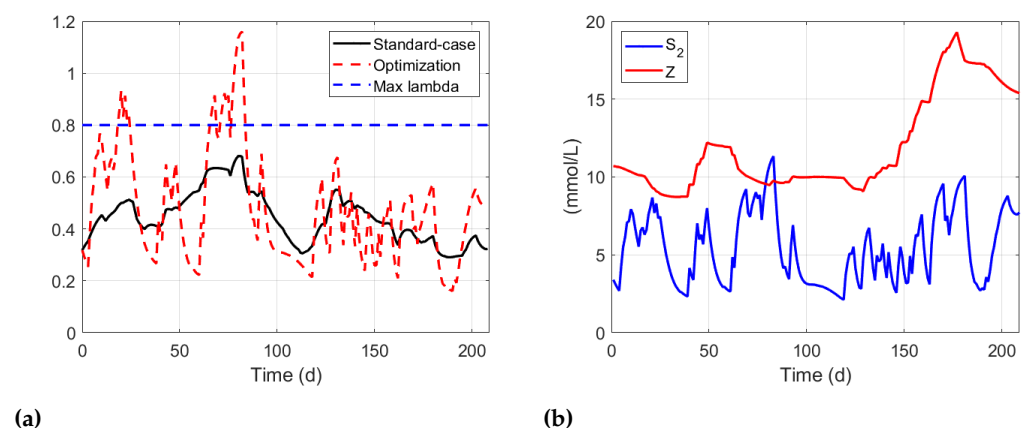 1.2
1
0.8
0.6
0.4
0.2
0
0
50
100
150
200
Time (d)
Standard-case
Optimization
Max lambda
(a)
20
15
10
5
0
0
50
100
150
200
Time (d)
(mmol/L)
S2
Z
(b)